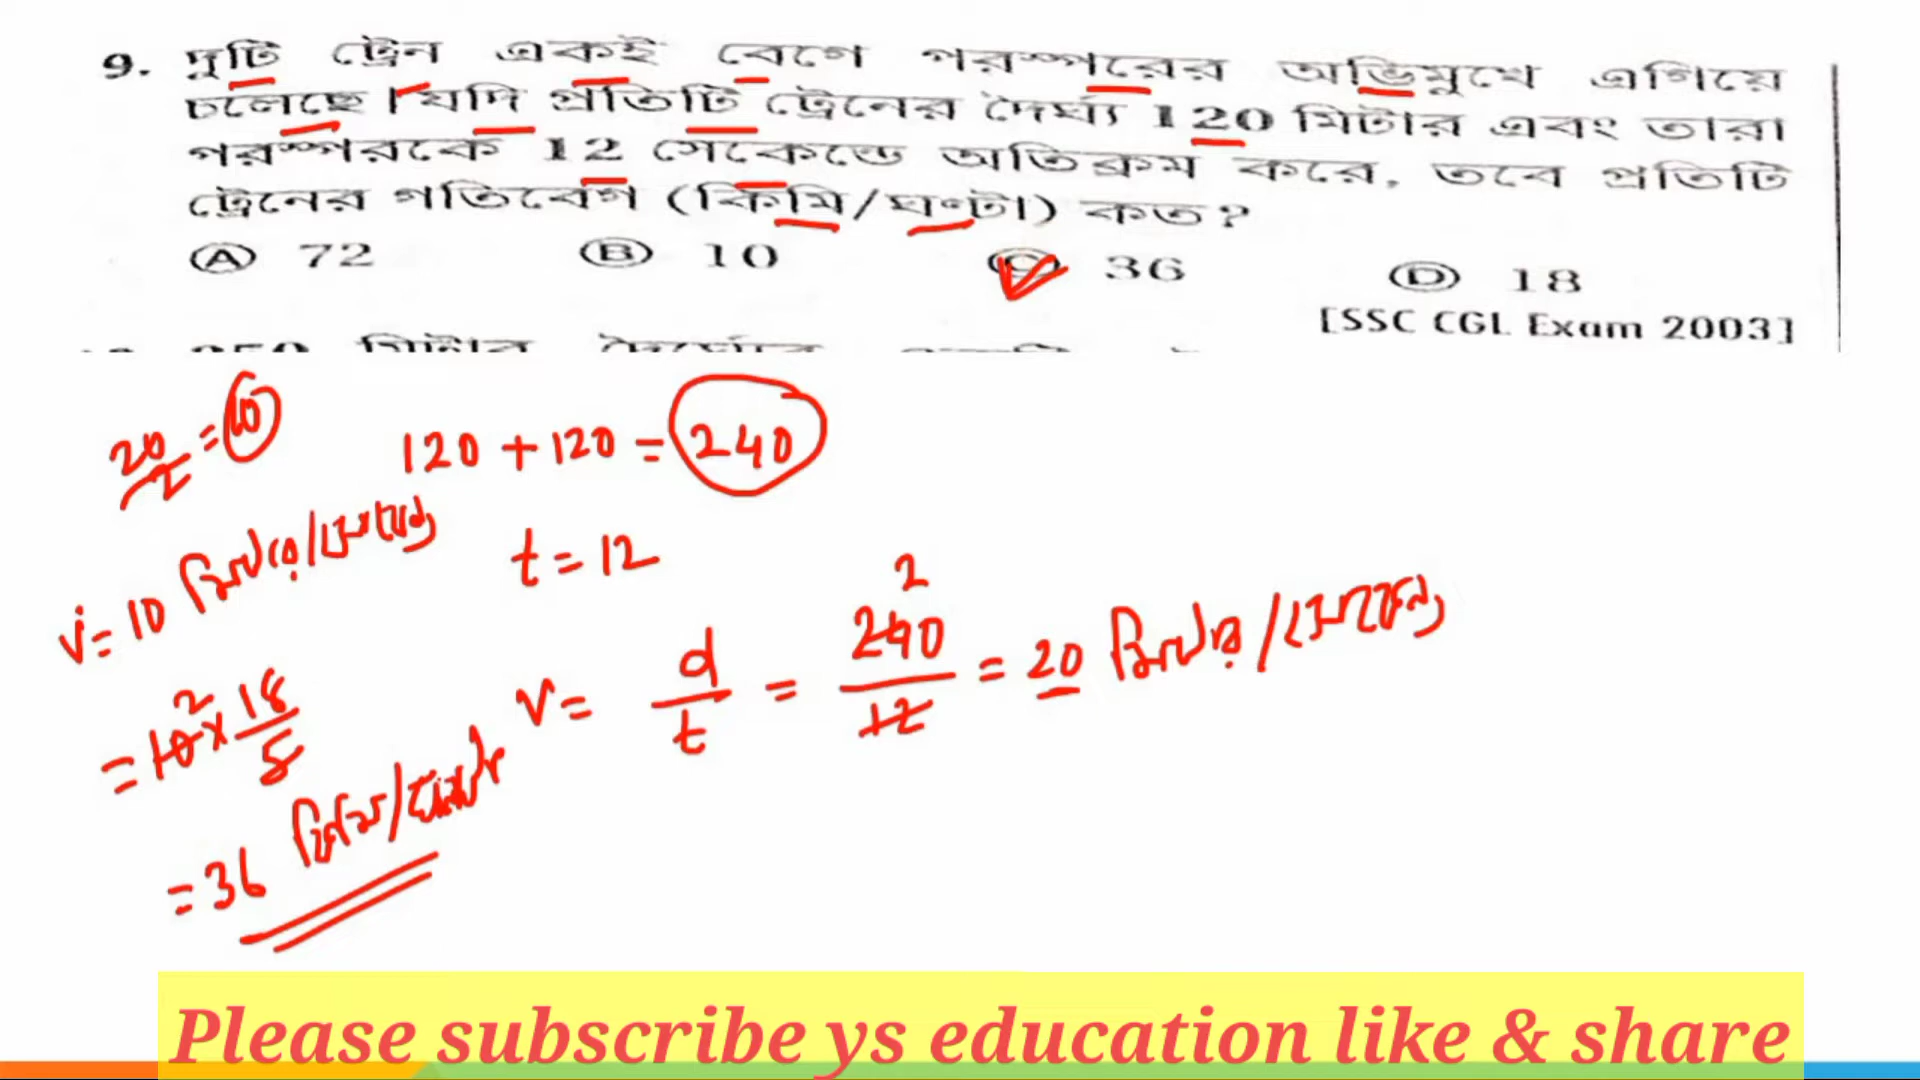 9. দুটি ট্রেন একই বেগে পরস্পরের অভিমুখে এগিয়ে
চলেছে। যদি প্রতিটি ট্রেনের দৈর্ঘ্য 120 মিটার এবং তারা
পরস্পরকে 12 সেকেন্ডে অতিক্রম করে, তবে প্রতিটি
ট্রেনের গতিবেগ (কিমি/ঘণ্টা) কত?
A 72 B 10 C 36 D 18
[SSC CGL Exam 2003]
20/2 = 10
120 + 120 = 240
t = 12
v = 10 মিটার/সেকেন্ড
v = d/t = 240/12 2 = 20 মিটার/সেকেন্ড
= 10 2 × 18/5
= 36 কিমি/ঘণ্টা
Please subscribe ys education like & share